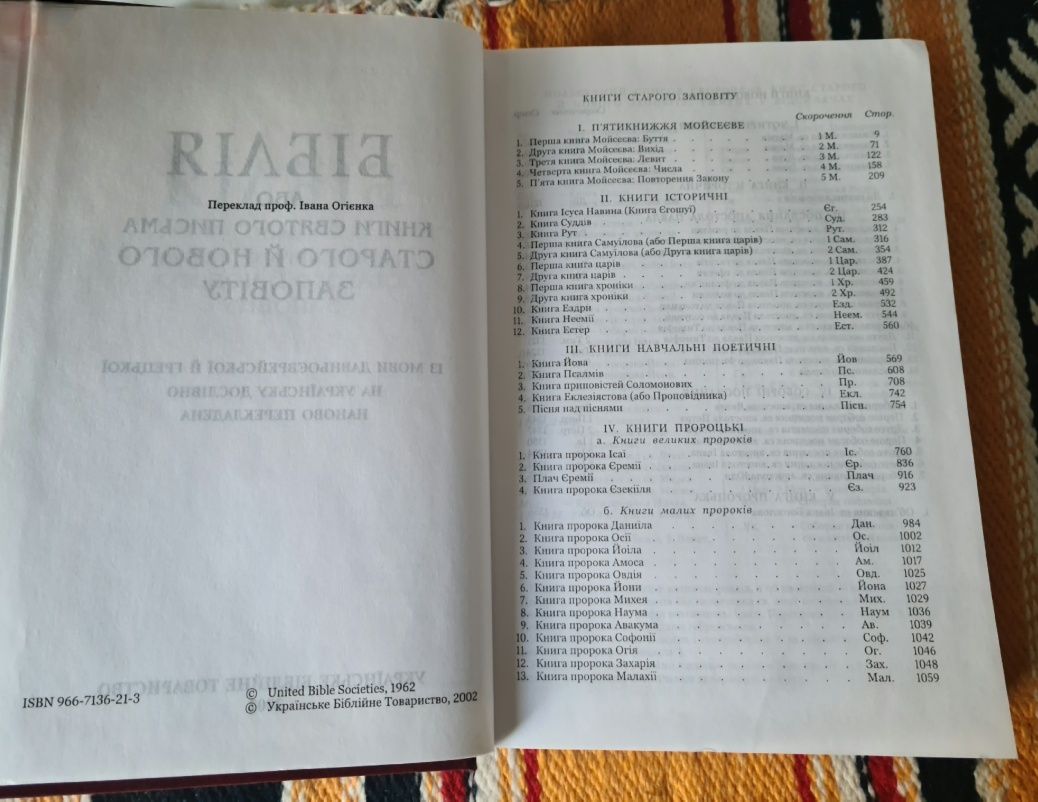 Переклад проф. Івана Огієнка
ISBN 966-7136-21-3
© United Bible Societies, 1962
© Українське Біблійне Товариство, 2002
КНИГИ СТАРОГО ЗАПОВІТУ
Скорочення Стор.
I. П'ЯТИКНИЖЖЯ МОЙСЕЄВЕ
1. Перша книга Мойсеєва: Буття . . . . . . . 1 М. 9
2. Друга книга Мойсеєва: Вихід . . . . . . . 2 М. 71
3. Третя книга Мойсеєва: Левит . . . . . . . 3 М. 122
4. Четверта книга Мойсеєва: Числа . . . . . . 4 М. 158
5. П'ята книга Мойсеєва: Повторення Закону . . . . 5 М. 209
II. КНИГИ ІСТОРИЧНІ
1. Книга Ісуса Навина (Книга Єгошуї) . . . . . Єг. 254
2. Книга Суддів . . . . . . . . . Суд. 283
3. Книга Рут . . . . . . . . . . Рут. 312
4. Перша книга Самуїлова (або Перша книга царів) . . . 1 Сам. 316
5. Друга книга Самуїлова (або Друга книга царів) . . . 2 Сам. 354
6. Перша книга царів . . . . . . . . 1 Цар. 387
7. Друга книга царів . . . . . . . . 2 Цар. 424
8. Перша книга хроніки . . . . . . . . 1 Хр. 459
9. Друга книга хроніки . . . . . . . . 2 Хр. 492
10. Книга Ездри . . . . . . . . . Езд. 532
11. Книга Неемії . . . . . . . . . Неем. 544
12. Книга Естер . . . . . . . . . Ест. 560
III. КНИГИ НАВЧАЛЬНІ ПОЕТИЧНІ
1. Книга Йова . . . . . . . . . Йов 569
2. Книга Псалмів . . . . . . . . . Пс. 608
3. Книга приповістей Соломонових . . . . . . Пр. 708
4. Книга Еклезіястова (або Проповідника) . . . . Екл. 742
5. Пісня над піснями . . . . . . . . Пісн. 754
IV. КНИГИ ПРОРОЦЬКІ
а. Книги великих пророків
1. Книга пророка Ісаї . . . . . . . . Іс. 760
2. Книга пророка Єремії . . . . . . . . Єр. 836
3. Плач Єремії . . . . . . . . . Плач 916
4. Книга пророка Єзекіїля . . . . . . . Єз. 923
б. Книги малих пророків
1. Книга пророка Даниїла . . . . . . . Дан. 984
2. Книга пророка Осії . . . . . . . . Ос. 1002
3. Книга пророка Йоіла . . . . . . . Йоіл 1012
4. Книга пророка Амоса . . . . . . . Ам. 1017
5. Книга пророка Овдія . . . . . . . Овд. 1025
6. Книга пророка Йони . . . . . . . Йона 1027
7. Книга пророка Михея . . . . . . . Мих. 1029
8. Книга пророка Наума . . . . . . . Наум 1036
9. Книга пророка Авакума . . . . . . . Ав. 1039
10. Книга пророка Софонії . . . . . . . Соф. 1042
11. Книга пророка Огія . . . . . . . Ог. 1046
12. Книга пророка Захарія . . . . . . . Зах. 1048
13. Книга пророка Малахії . . . . . . . Мал. 1059